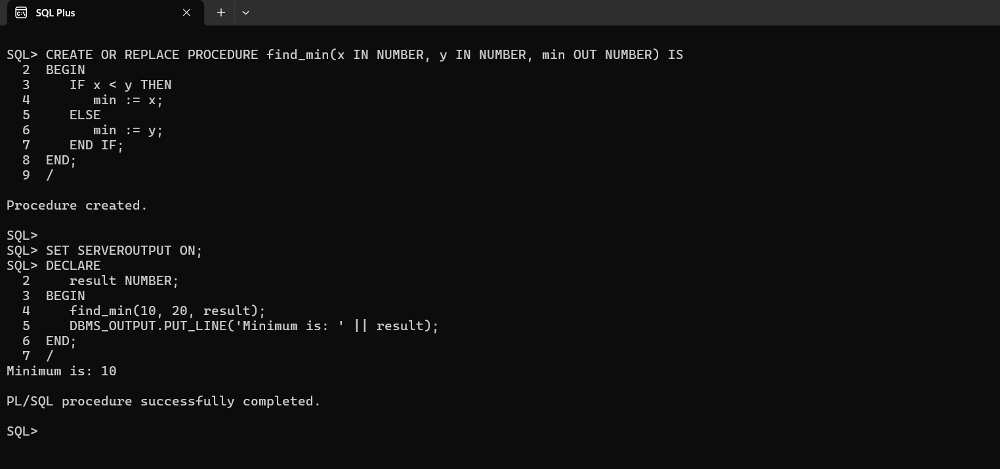 SQL Plus
SQL> CREATE OR REPLACE PROCEDURE find_min(x IN NUMBER, y IN NUMBER, min OUT NUMBER) IS
  2  BEGIN
  3     IF x < y THEN
  4        min := x;
  5     ELSE
  6        min := y;
  7     END IF;
  8  END;
  9  /
Procedure created.
SQL>
SQL> SET SERVEROUTPUT ON;
SQL> DECLARE
  2     result NUMBER;
  3  BEGIN
  4     find_min(10, 20, result);
  5     DBMS_OUTPUT.PUT_LINE('Minimum is: ' || result);
  6  END;
  7  /
Minimum is: 10
PL/SQL procedure successfully completed.
SQL>